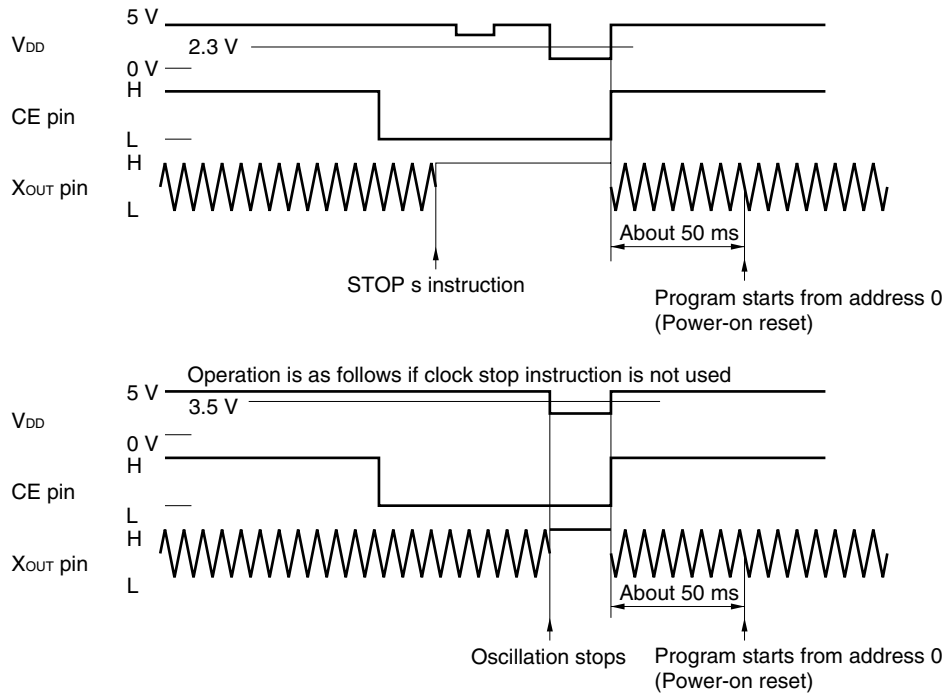 5 V
VDD
2.3 V
0 V
H
CE pin
L
H
XOUT pin
L
About 50 ms
STOP s instruction
Program starts from address 0
(Power-on reset)
Operation is as follows if clock stop instruction is not used
5 V
3.5 V
VDD
0 V
H
CE pin
L
H
XOUT pin
L
About 50 ms
Oscillation stops
Program starts from address 0
(Power-on reset)